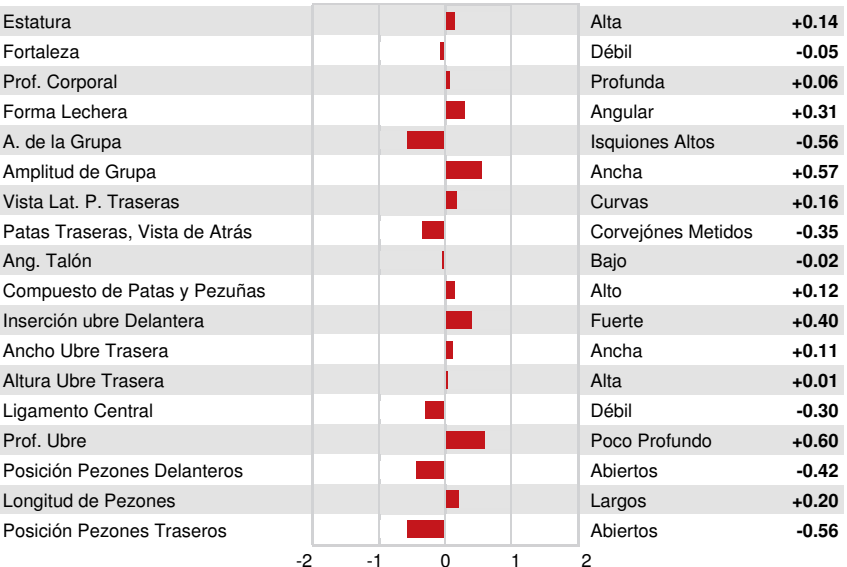 Estatura Alta +0.14
Fortaleza Débil -0.05
Prof. Corporal Profunda +0.06
Forma Lechera Angular +0.31
A. de la Grupa Isquiones Altos -0.56
Amplitud de Grupa Ancha +0.57
Vista Lat. P. Traseras Curvas +0.16
Patas Traseras, Vista de Atrás Corvejónes Metidos -0.35
Ang. Talón Bajo -0.02
Compuesto de Patas y Pezuñas Alto +0.12
Inserción ubre Delantera Fuerte +0.40
Ancho Ubre Trasera Ancha +0.11
Altura Ubre Trasera Alta +0.01
Ligamento Central Débil -0.30
Prof. Ubre Poco Profundo +0.60
Posición Pezones Delanteros Abiertos -0.42
Longitud de Pezones Largos +0.20
Posición Pezones Traseros Abiertos -0.56
-2 -1 0 1 2